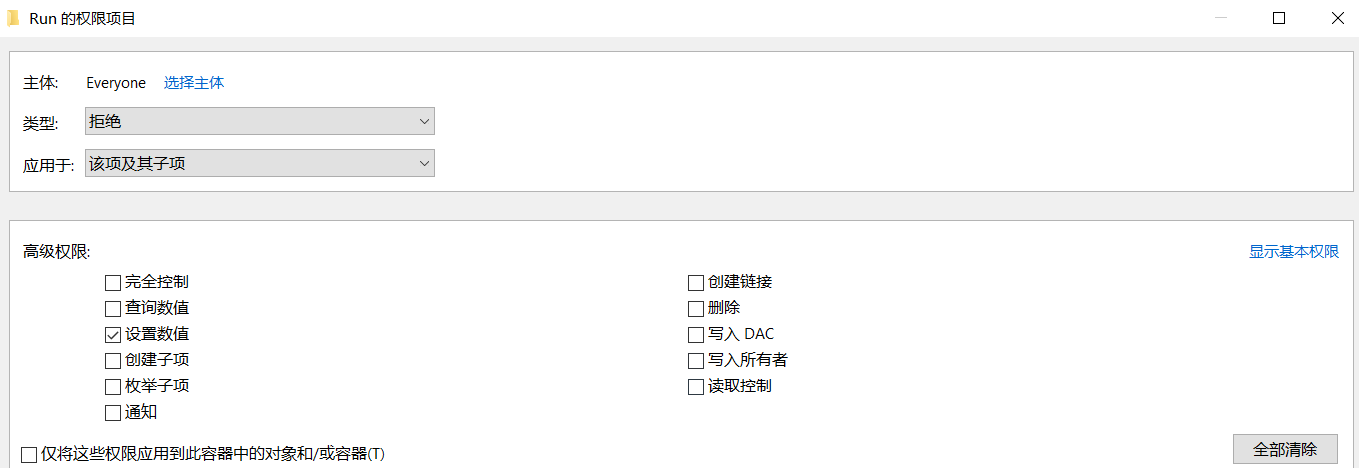 Run 的权限项目
主体: Everyone 选择主体
类型: 拒绝
应用于: 该项及其子项
高级权限: 显示基本权限
完全控制 创建链接
查询数值 删除
设置数值 写入 DAC
创建子项 写入所有者
枚举子项 读取控制
通知
仅将这些权限应用到此容器中的对象和/或容器(T)
全部清除